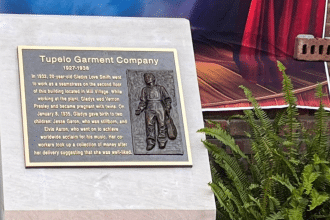 Tupelo Garment Company
1927-1938
In 1933, 20-year-old Gladys Love Smith went
to work as a seamstress on the second floor
of this building located in Mill Village. While
working at the plant, Gladys wed Vernon
Presley and became pregnant with twins. On
January 8, 1935, Gladys gave birth to two
children: Jesse Garon, who was stillborn, and
Elvis Aaron, who went on to achieve
worldwide acclaim for his music. Her co-
workers took up a collection of money after
her delivery suggesting that she was well-liked.